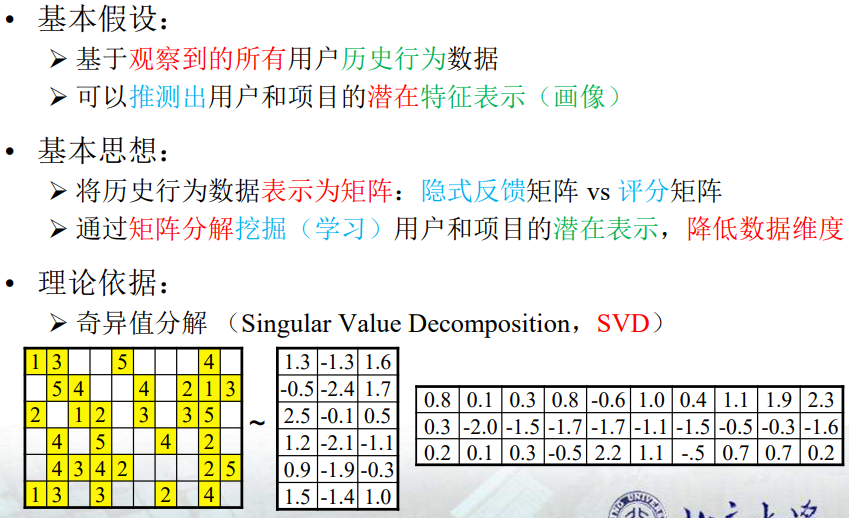 • 基本假设：
➢ 基于观察到的所有用户历史行为数据
➢ 可以推测出用户和项目的潜在特征表示（画像）
• 基本思想：
➢ 将历史行为数据表示为矩阵：隐式反馈矩阵 vs 评分矩阵
➢ 通过矩阵分解挖掘（学习）用户和项目的潜在表示，降低数据维度
• 理论依据：
➢ 奇异值分解 （Singular Value Decomposition，SVD）
1 3 5 4
5 4 4 2 1 3
2 1 2 3 3 5
4 5 4 2
4 3 4 2 2 5
1 3 3 2 4
~
1.3 -1.3 1.6
-0.5 -2.4 1.7
2.5 -0.1 0.5
1.2 -2.1 -1.1
0.9 -1.9 -0.3
1.5 -1.4 1.0
0.8 0.1 0.3 0.8 -0.6 1.0 0.4 1.1 1.9 2.3
0.3 -2.0 -1.5 -1.7 -1.7 -1.1 -1.5 -0.5 -0.3 -1.6
0.2 0.1 0.3 -0.5 2.2 1.1 -.5 0.7 0.7 0.2